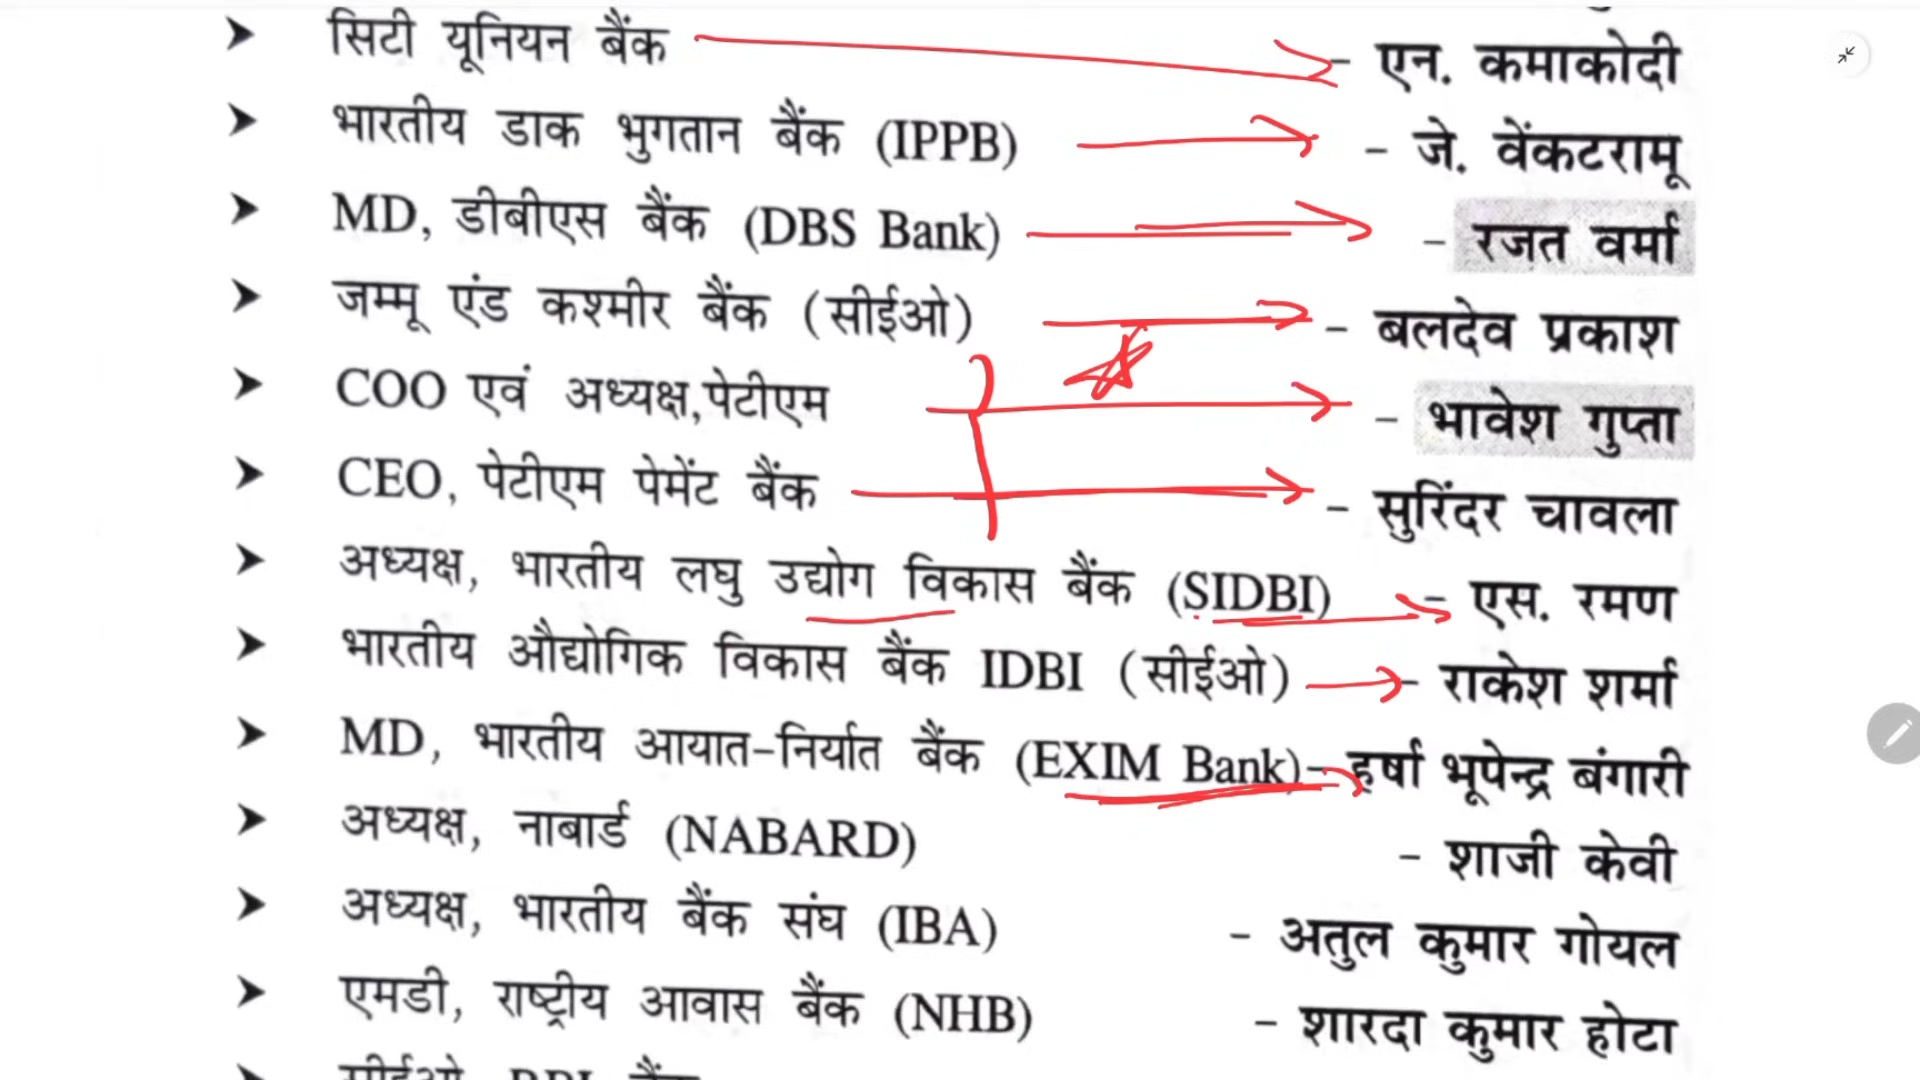 ➤ सिटी यूनियन बैंक - एन. कमाकोदी
➤ भारतीय डाक भुगतान बैंक (IPPB) - जे. वेंकटरामू
➤ MD, डीबीएस बैंक (DBS Bank) - रजत वर्मा
➤ जम्मू एंड कश्मीर बैंक (सीईओ) - बलदेव प्रकाश
➤ COO एवं अध्यक्ष,पेटीएम - भावेश गुप्ता
➤ CEO, पेटीएम पेमेंट बैंक - सुरिंदर चावला
➤ अध्यक्ष, भारतीय लघु उद्योग विकास बैंक (SIDBI) - एस. रमण
➤ भारतीय औद्योगिक विकास बैंक IDBI (सीईओ) - राकेश शर्मा
➤ MD, भारतीय आयात-निर्यात बैंक (EXIM Bank)- हर्षा भूपेन्द्र बंगारी
➤ अध्यक्ष, नाबार्ड (NABARD) - शाजी केवी
➤ अध्यक्ष, भारतीय बैंक संघ (IBA) - अतुल कुमार गोयल
➤ एमडी, राष्ट्रीय आवास बैंक (NHB) - शारदा कुमार होटा